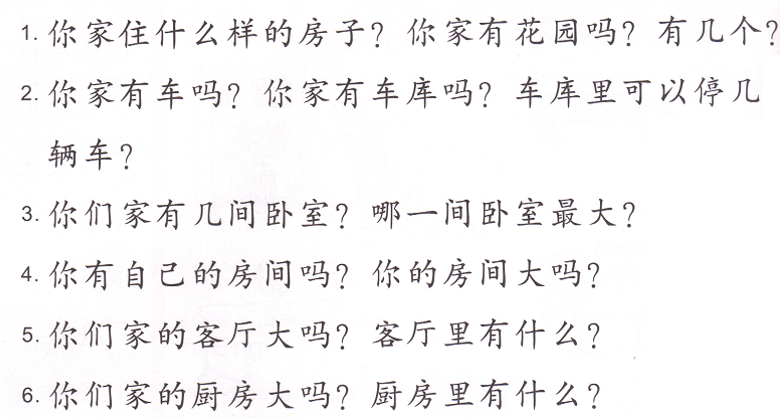 1. 你家住什么样的房子？你家有花园吗？有几个？
2. 你家有车吗？你家有车库吗？车库里可以停几
辆车？
3. 你们家有几间卧室？哪一间卧室最大？
4. 你有自己的房间吗？你的房间大吗？
5. 你们家的客厅大吗？客厅里有什么？
6. 你们家的厨房大吗？厨房里有什么？